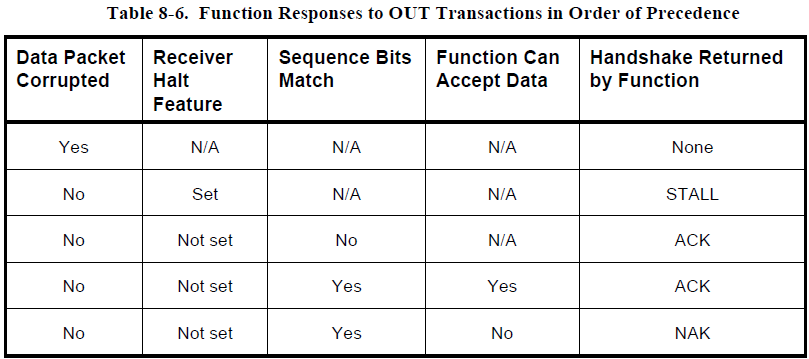 Table 8-6. Function Responses to OUT Transactions in Order of Precedence
Data Packet Corrupted | Receiver Halt Feature | Sequence Bits Match | Function Can Accept Data | Handshake Returned by Function
Yes | N/A | N/A | N/A | None
No | Set | N/A | N/A | STALL
No | Not set | No | N/A | ACK
No | Not set | Yes | Yes | ACK
No | Not set | Yes | No | NAK